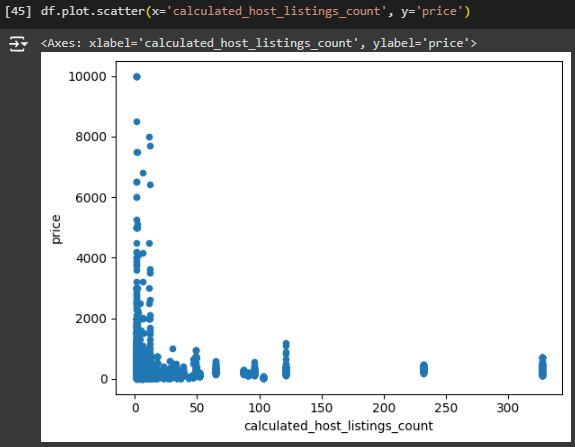 [45] df.plot.scatter(x='calculated_host_listings_count', y='price')
<Axes: xlabel='calculated_host_listings_count', ylabel='price'>
10000
8000
6000
4000
2000
0
price
0 50 100 150 200 250 300
calculated_host_listings_count